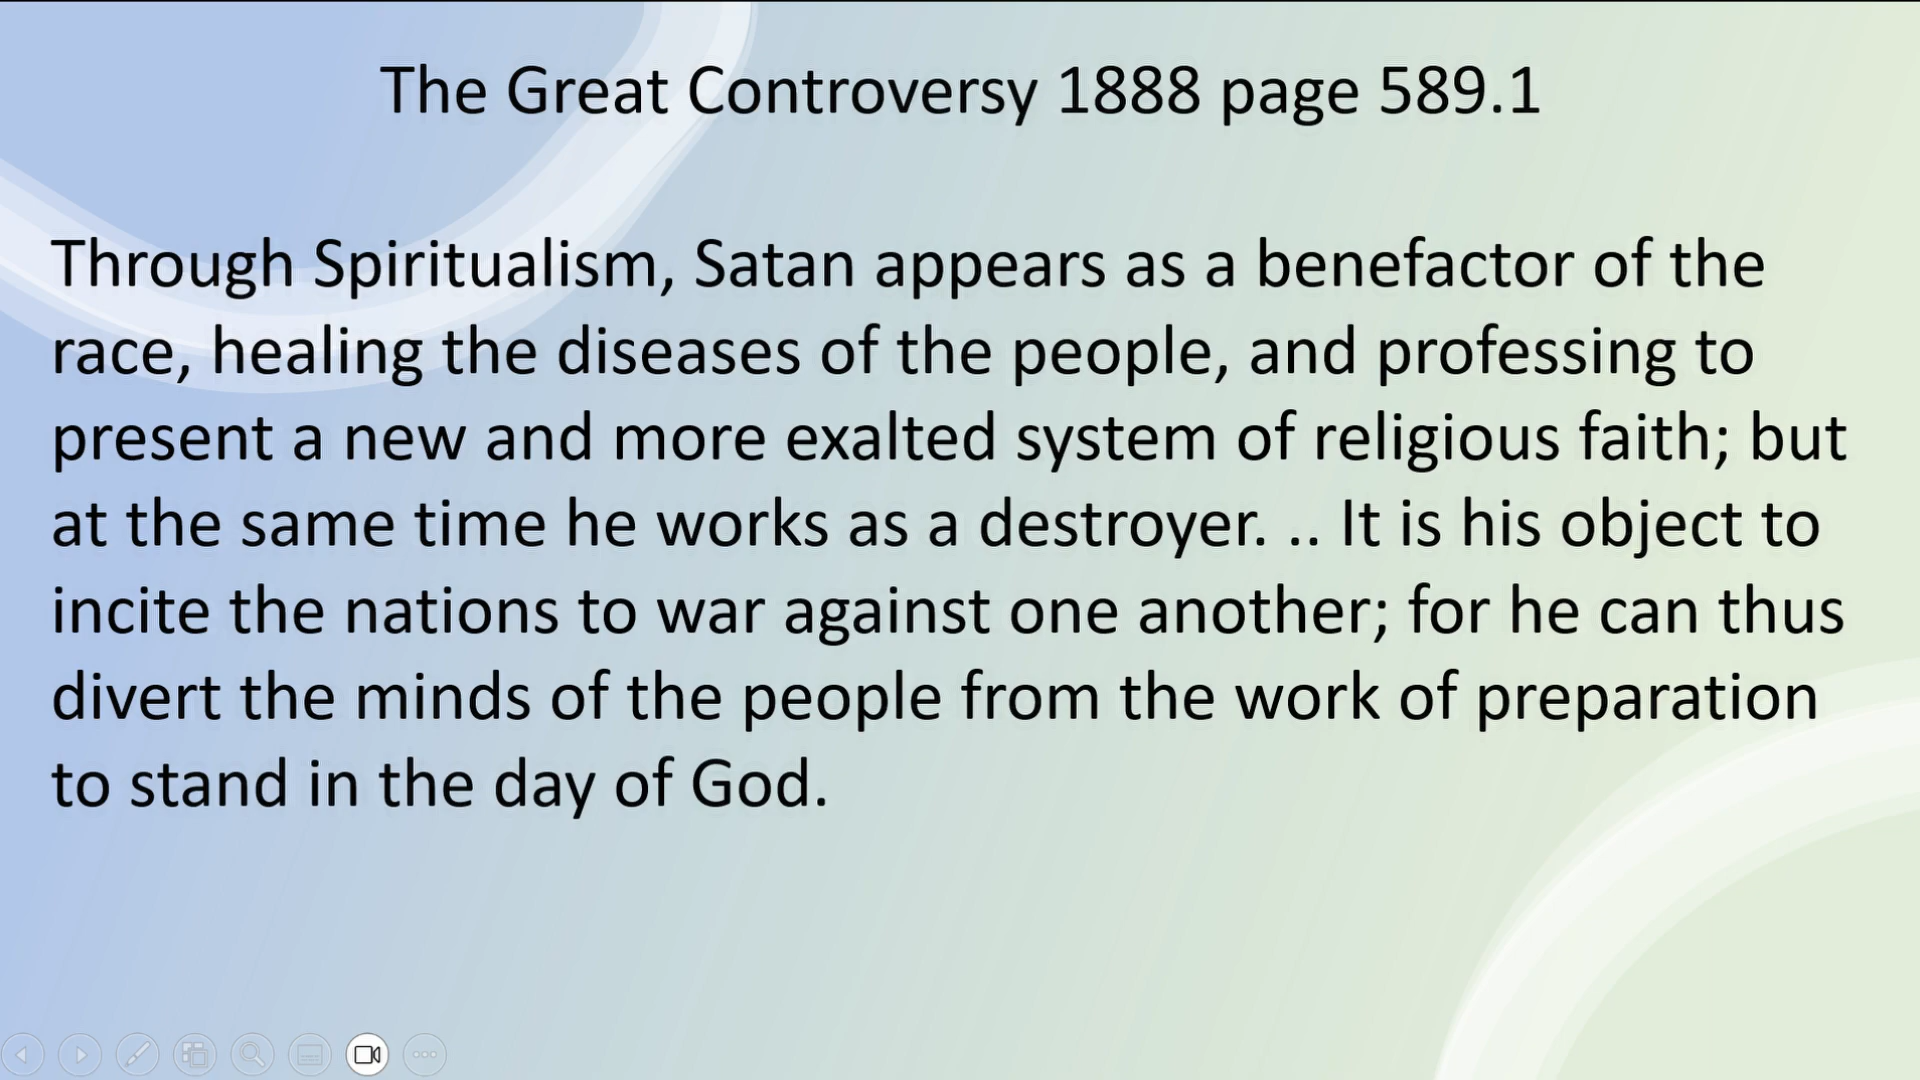 The Great Controversy 1888 page 589.1
Through Spiritualism, Satan appears as a benefactor of the
race, healing the diseases of the people, and professing to
present a new and more exalted system of religious faith; but
at the same time he works as a destroyer. .. It is his object to
incite the nations to war against one another; for he can thus
divert the minds of the people from the work of preparation
to stand in the day of God.